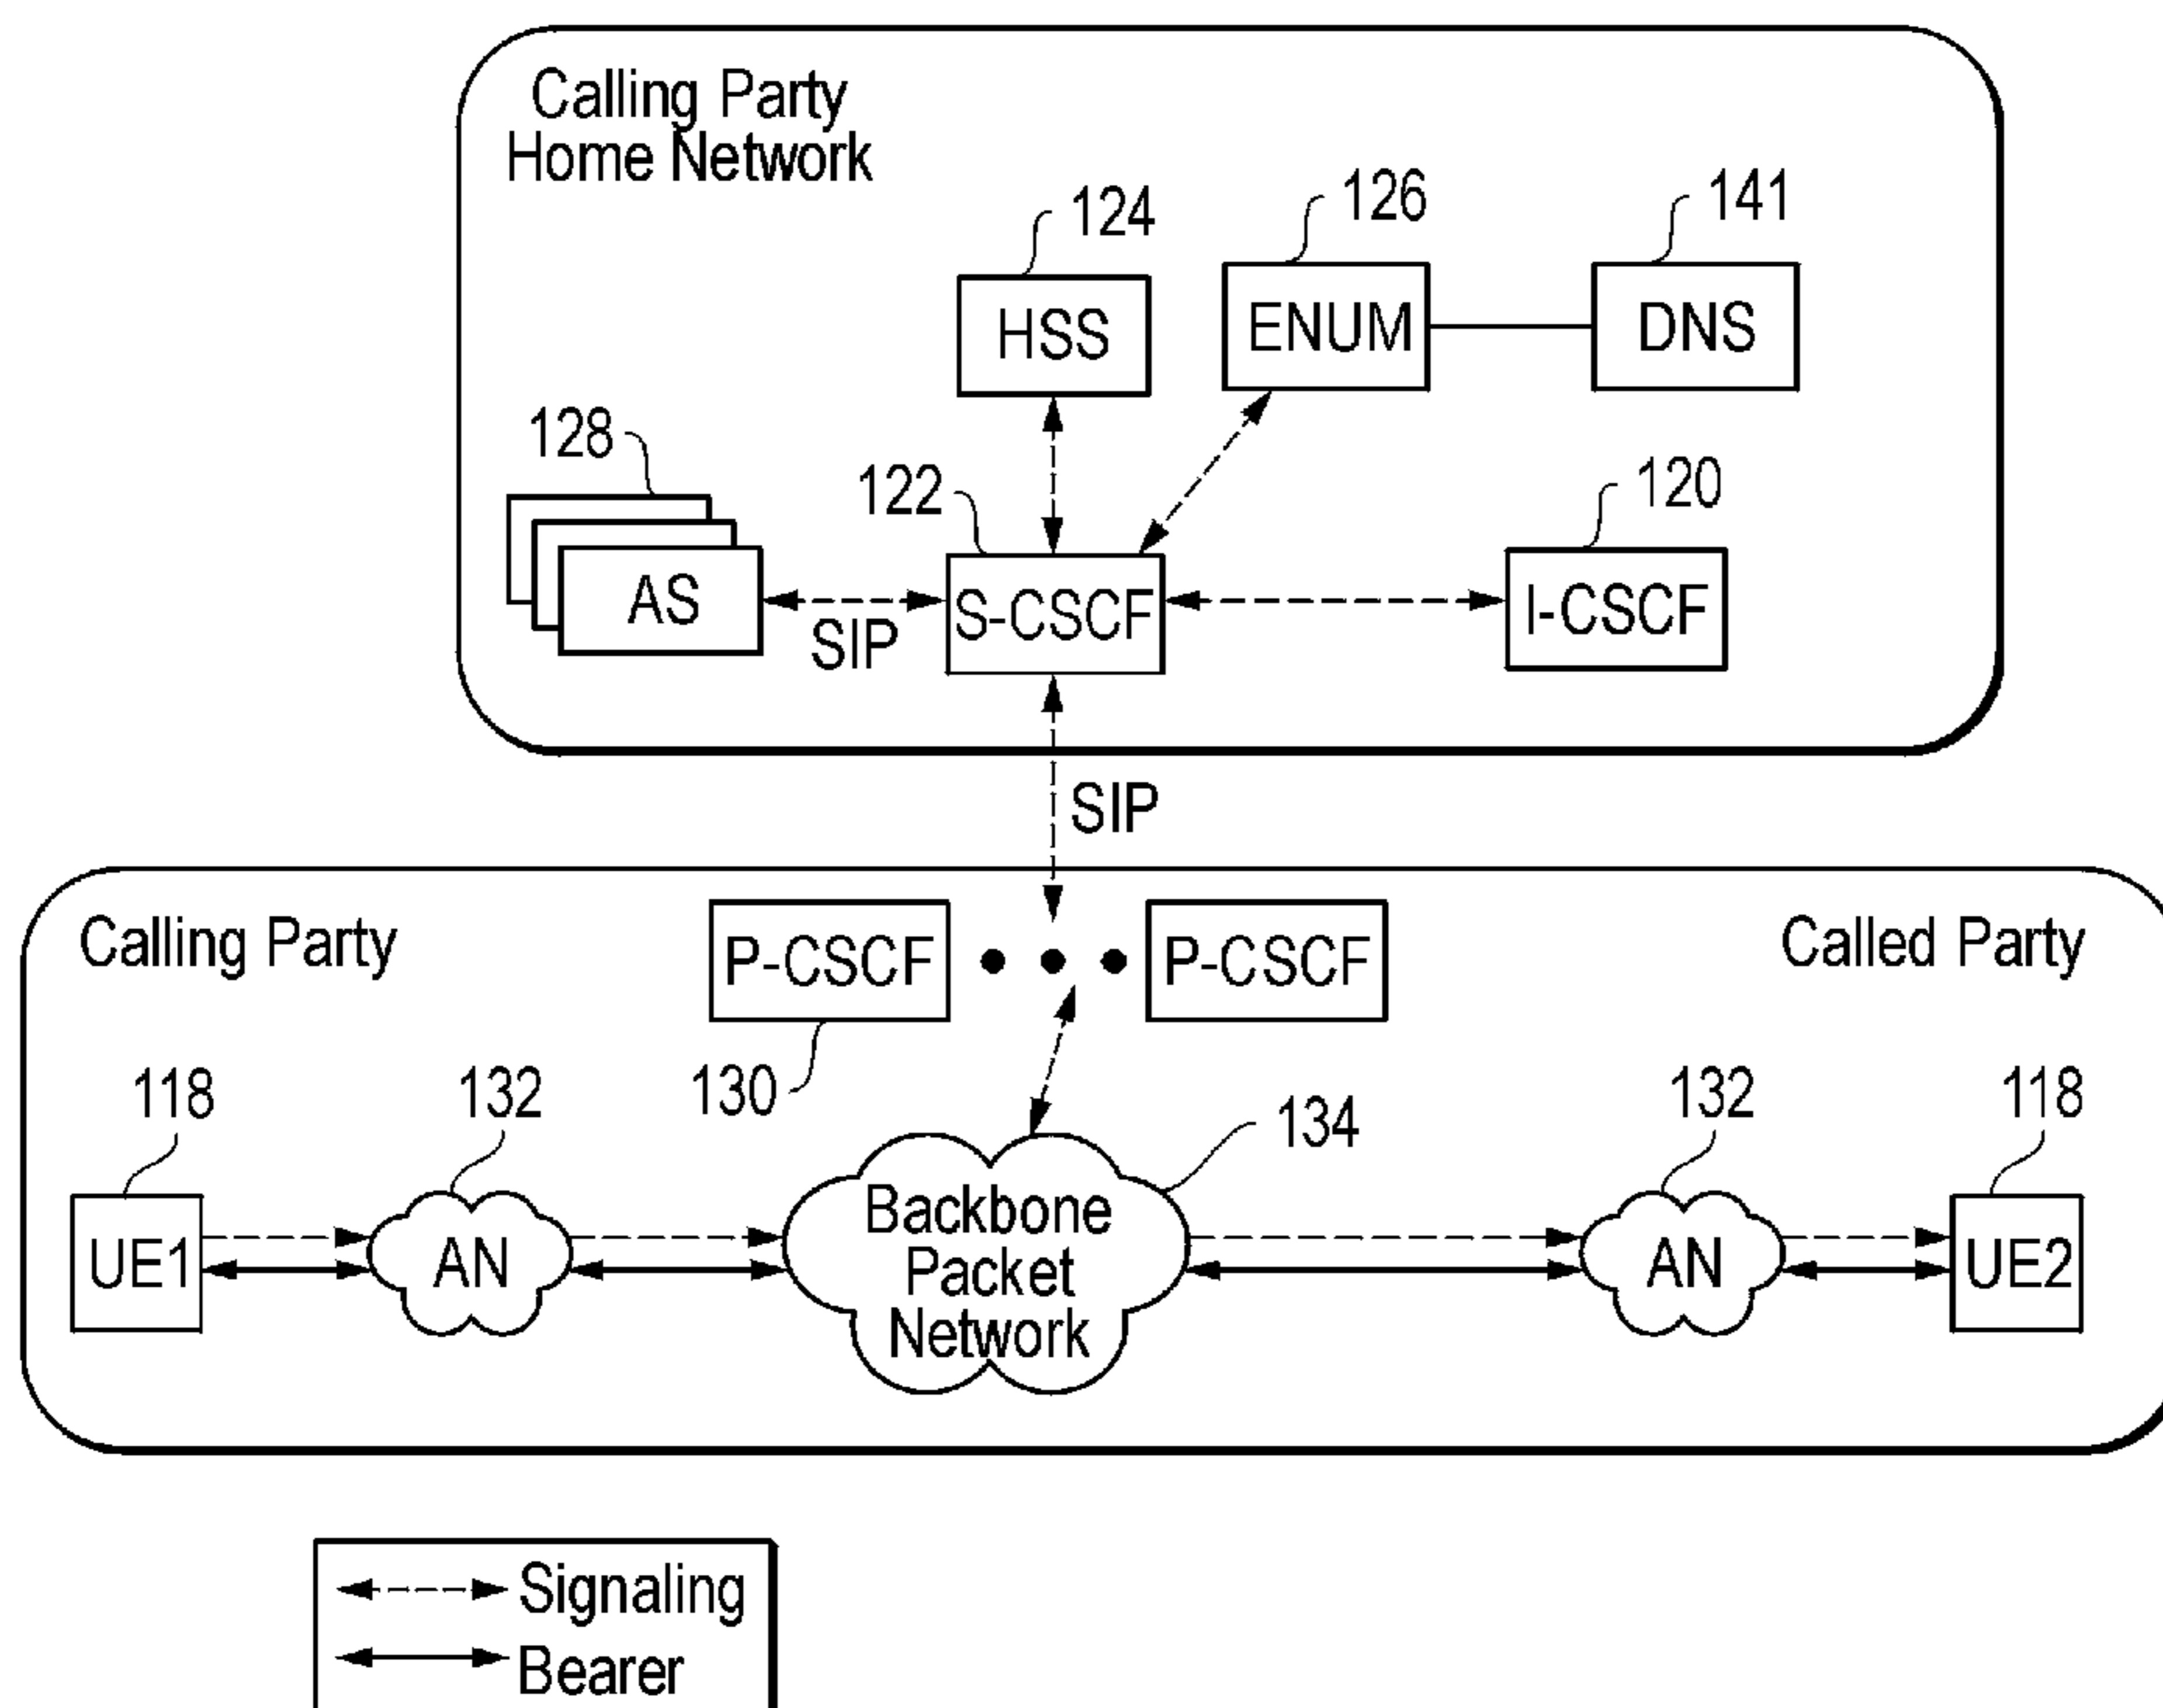 Calling Party
Home Network
124
126
141
HSS
ENUM
DNS
128
122
120
AS
SIP
S-CSCF
I-CSCF
SIP
Calling Party
P-CSCF
P-CSCF
Called Party
130
118
132
134
132
118
UE1
AN
Backbone
Packet
Network
AN
UE2
Signaling
Bearer